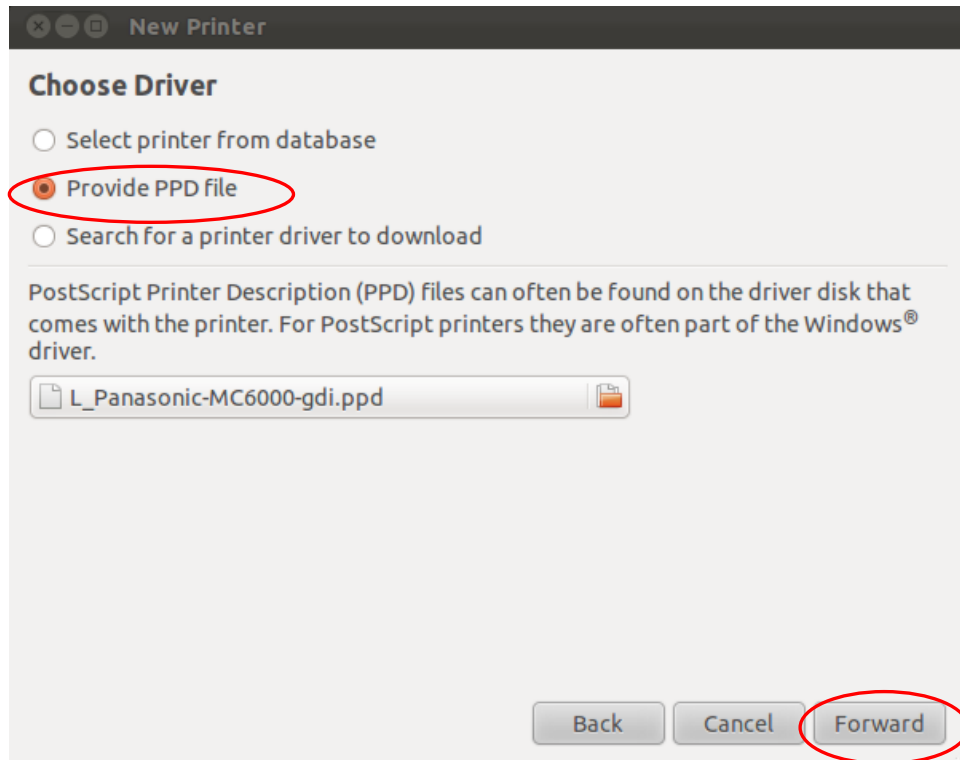 New Printer
Choose Driver
Select printer from database
Provide PPD file
Search for a printer driver to download
PostScript Printer Description (PPD) files can often be found on the driver disk that
comes with the printer. For PostScript printers they are often part of the Windows®
driver.
L_Panasonic-MC6000-gdi.ppd
Back Cancel Forward